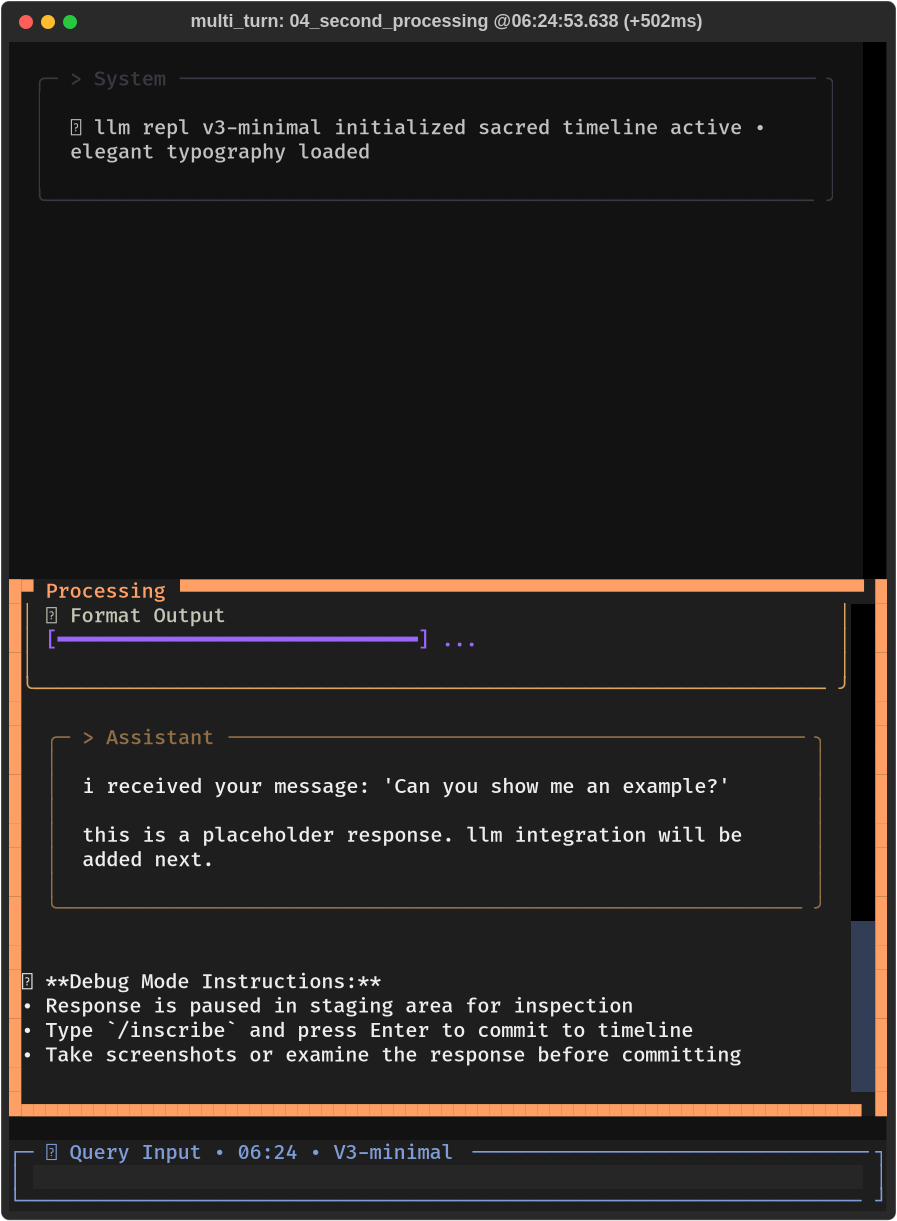 multi_turn: 04_second_processing @06:24:53.638 (+502ms)
> System
llm repl v3-minimal initialized sacred timeline active •
elegant typography loaded
Processing
Format Output
[━━━━━━━━━━━━━━━━━━━━━━━━━━━━━━] ...
> Assistant
i received your message: 'Can you show me an example?'
this is a placeholder response. llm integration will be
added next.
**Debug Mode Instructions:**
• Response is paused in staging area for inspection
• Type `/inscribe` and press Enter to commit to timeline
• Take screenshots or examine the response before committing
Query Input • 06:24 • V3-minimal